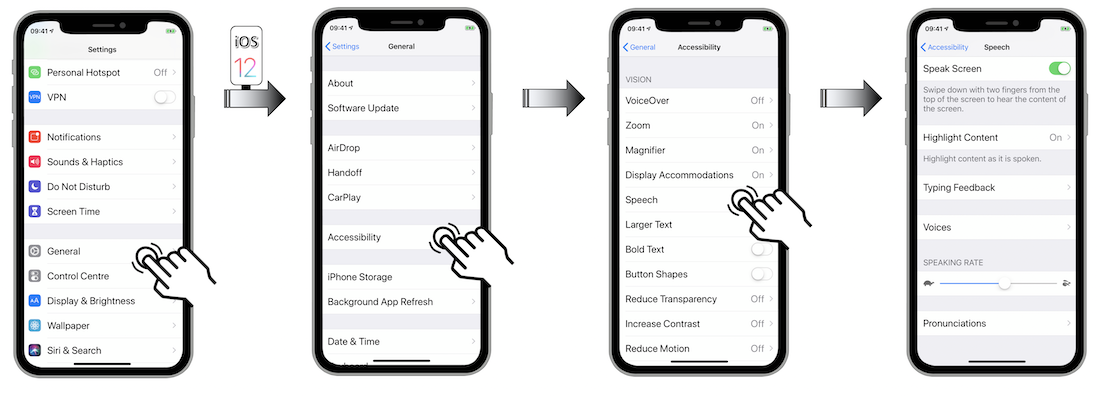 09:41
Settings
Personal Hotspot Off
VPN VPN
Notifications
Sounds & Haptics
Do Not Disturb
Screen Time
General
Control Centre
AA Display & Brightness
Wallpaper
Siri & Search
iOS
12
09:41
Settings General
About
Software Update
AirDrop
Handoff
CarPlay
Accessibility
iPhone Storage
Background App Refresh
Date & Time
Keyboard
09:41
General Accessibility
VISION
VoiceOver Off
Zoom On
Magnifier On
Display Accommodations On
Speech
Larger Text
Bold Text
Button Shapes
Reduce Transparency Off
Increase Contrast Off
Reduce Motion Off
09:41
Accessibility Speech
Speak Screen
Swipe down with two fingers from the
top of the screen to hear the content of
the screen.
Highlight Content On
Highlight content as it is spoken.
Typing Feedback
Voices
SPEAKING RATE
Pronunciations